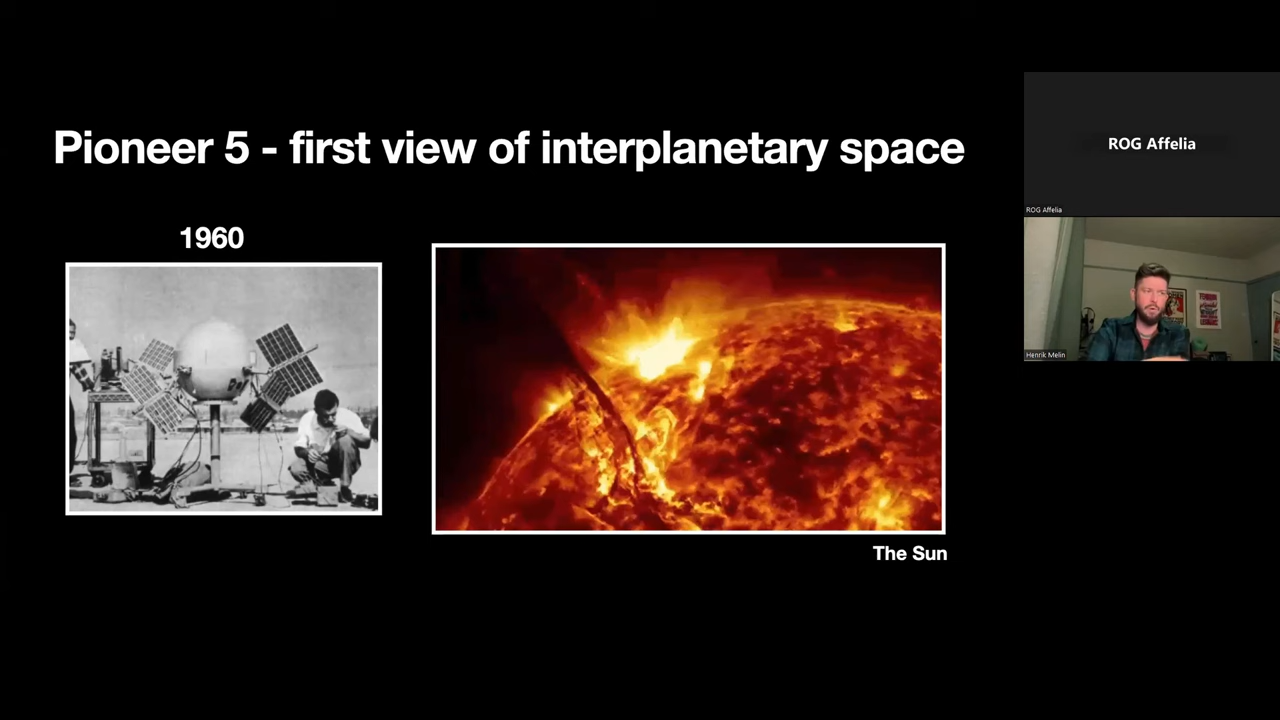 Pioneer 5 - first view of interplanetary space
1960
The Sun
ROG Affelia
ROG Affelia
Henrik Melin